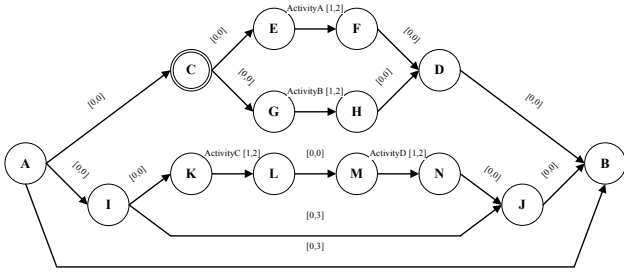 ActivityA [1,2]
E
F
[0,0]
[0,0]
C
D
[0,0]
ActivityB [1,2]
[0,0]
G
H
[0,0]
[0,0]
A
ActivityC [1,2]
[0,0]
ActivityD [1,2]
B
[0,0]
[0,0]
K
L
M
N
[0,0]
[0,0]
I
J
[0,3]
[0,3]